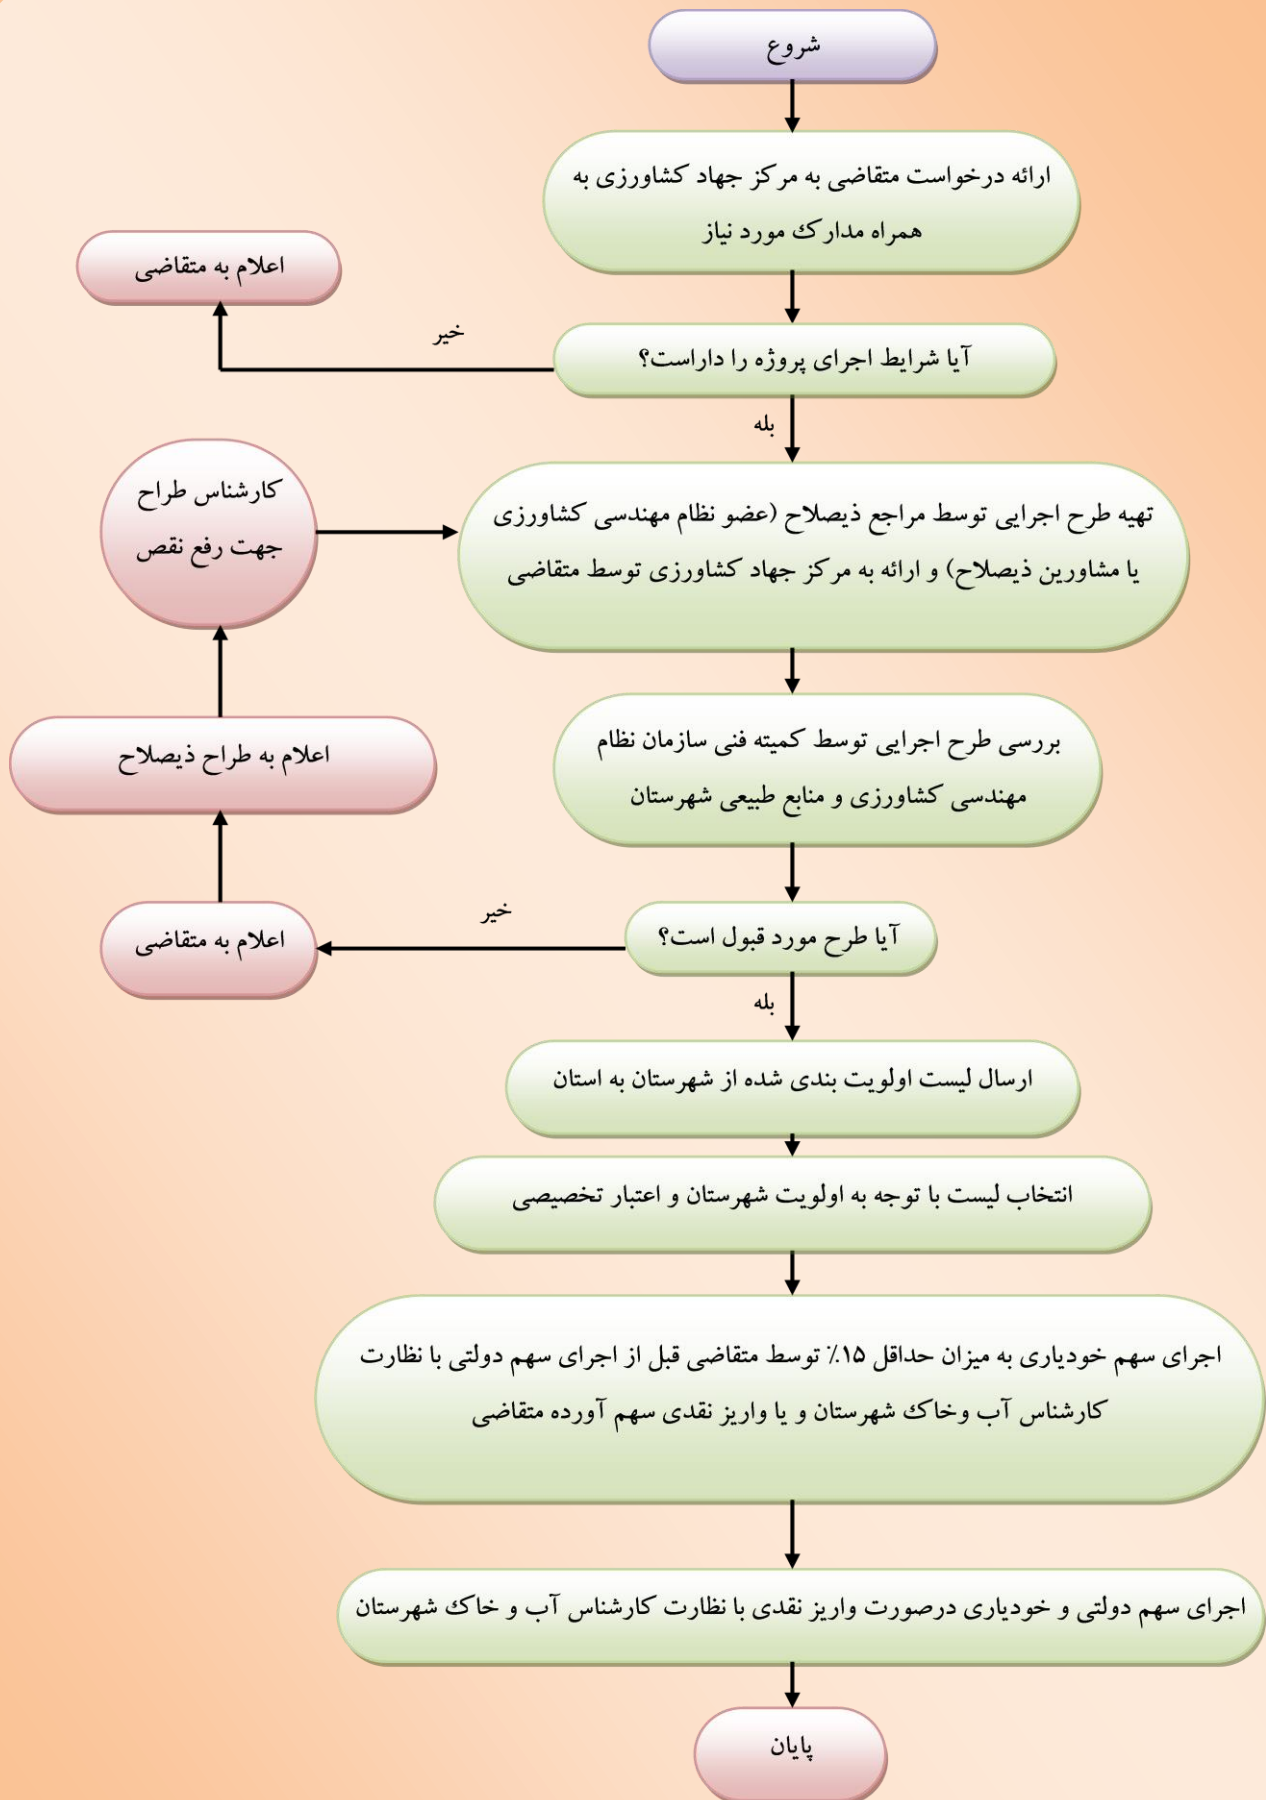 شروع
ارائه درخواست متقاضی به مرکز جهاد کشاورزی به
همراه مدارک مورد نیاز
اعلام به متقاضی
خیر
آیا شرایط اجرای پروژه را داراست؟
بله
کارشناس طراح
جهت رفع نقص
تهیه طرح اجرایی توسط مراجع ذیصلاح (عضو نظام مهندسی کشاورزی
یا مشاورین ذیصلاح) و ارائه به مرکز جهاد کشاورزی توسط متقاضی
بررسی طرح اجرایی توسط کمیته فنی سازمان نظام
مهندسی کشاورزی و منابع طبیعی شهرستان
اعلام به طراح ذیصلاح
آیا طرح مورد قبول است؟
خیر
اعلام به متقاضی
بله
ارسال لیست اولویت بندی شده از شهرستان به استان
انتخاب لیست با توجه به اولویت شهرستان و اعتبار تخصیصی
اجرای سهم خودیاری به میزان حداقل ۱۵٪ توسط متقاضی قبل از اجرای سهم دولتی با نظارت
کارشناس آب وخاک شهرستان و یا واریز نقدی سهم آورده متقاضی
اجرای سهم دولتی و خودیاری درصورت واریز نقدی با نظارت کارشناس آب و خاک شهرستان
پایان